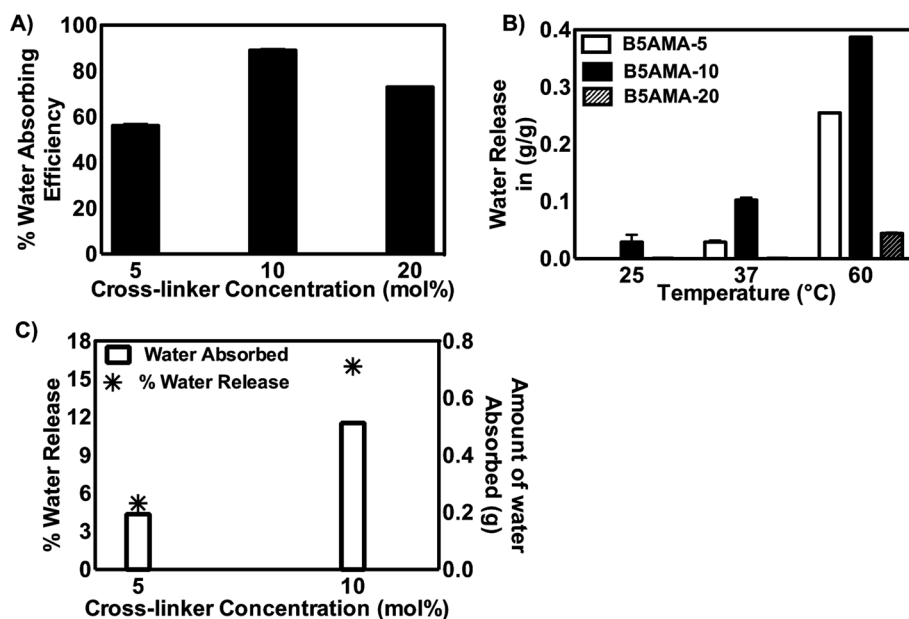 A)
% Water Absorbing
Efficiency
100
80
60
40
20
0
5 10 20
Cross-linker Concentration (mol%)
B)
Water Release
in (g/g)
0.4
0.3
0.2
0.1
0.0
B5AMA-5
B5AMA-10
B5AMA-20
25 37 60
Temperature (°C)
C)
% Water Release
18
15
12
9
6
3
0
Water Absorbed
% Water Release
0.8
0.6
0.4
0.2
0.0
Amount of water
Absorbed (g)
5 10
Cross-linker Concentration (mol%)